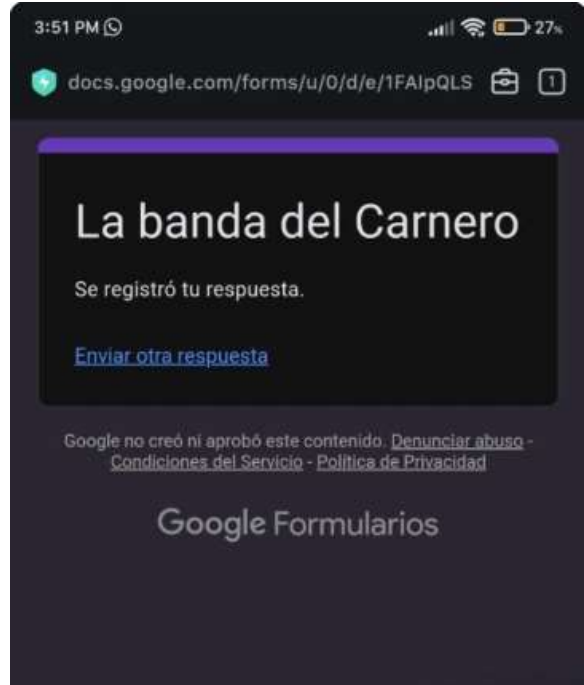 3:51 PM 27%
docs.google.com/forms/u/0/d/e/1FAIpQLS 1
La banda del Carnero
Se registró tu respuesta.
Enviar otra respuesta
Google no creó ni aprobó este contenido. Denunciar abuso -
Condiciones del Servicio - Política de Privacidad
Google Formularios